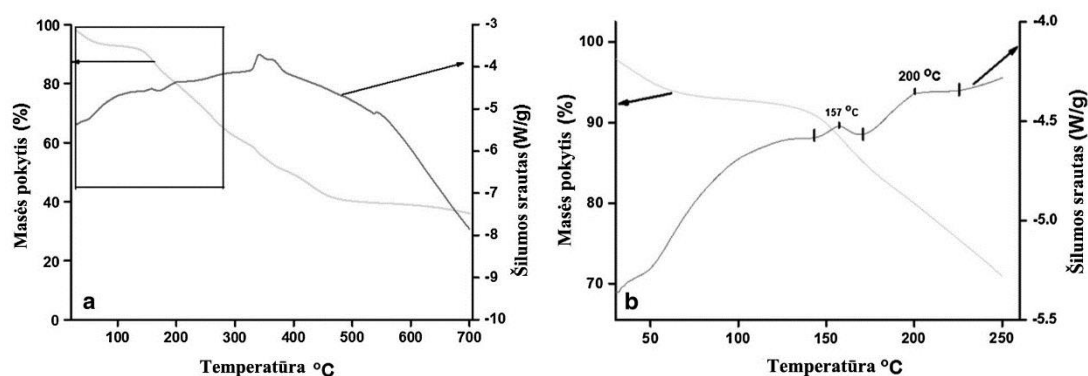 100
80
60
40
20
0
Masės pokytis (%)
a
100 200 300 400 500 600 700
Temperatūra °C
-3
-4
-5
-6
-7
-8
-9
-10
Šilumos srautas (W/g)
100
90
80
70
Masės pokytis (%)
b
157 °C
200 °C
50 100 150 200 250
Temperatūra °C
-4.0
-4.5
-5.0
-5.5
Šilumos srautas (W/g)